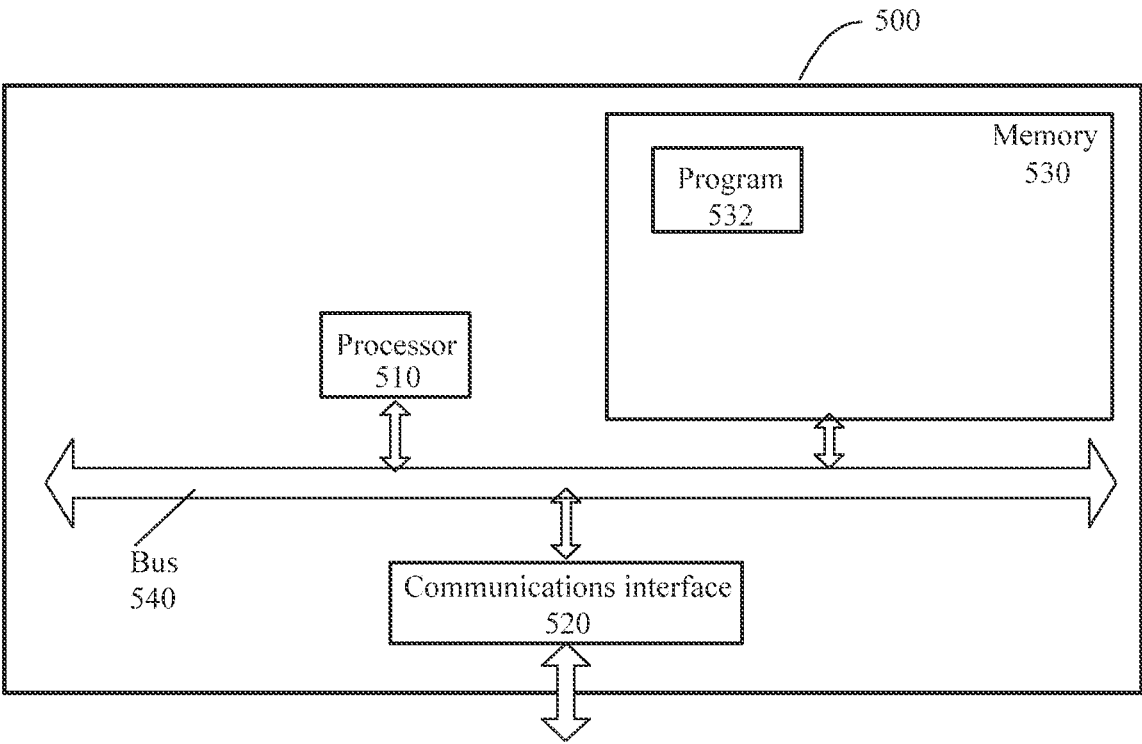 500
Memory
530
Program
532
Processor
510
Bus
540
Communications interface
520